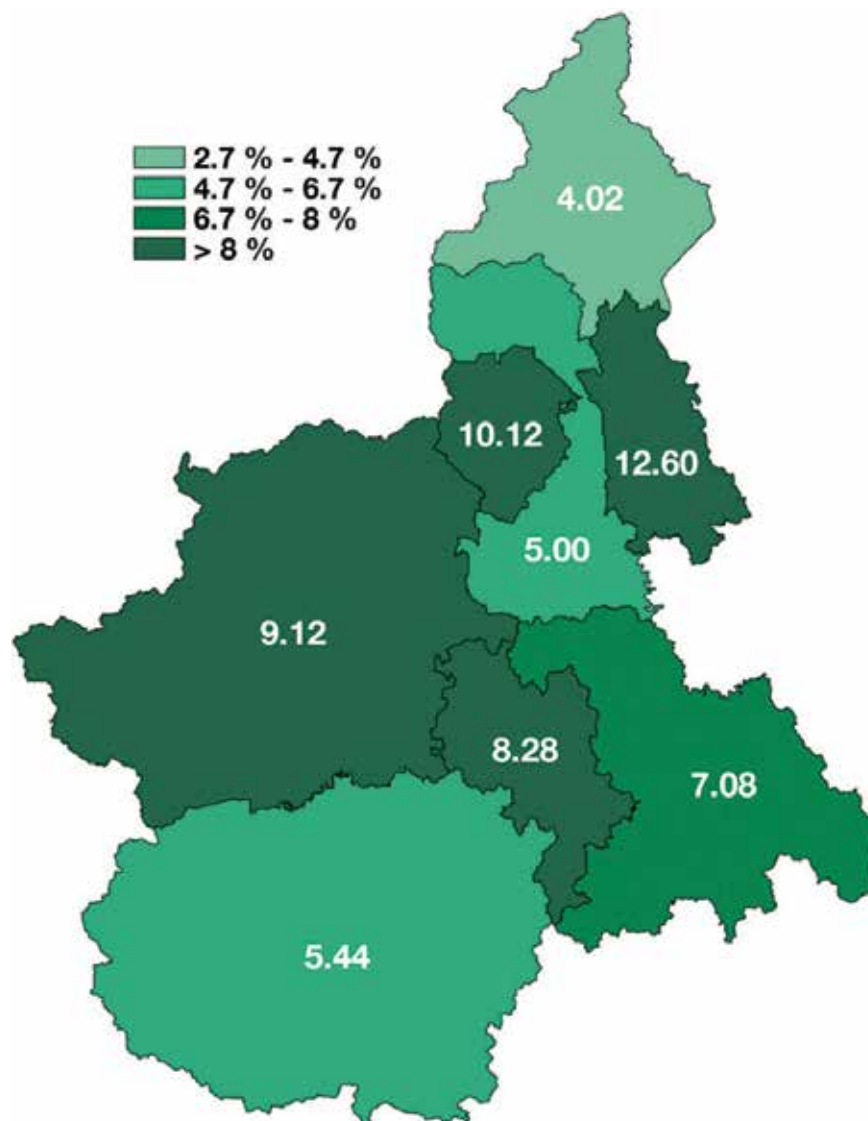 2.7 % - 4.7 %
4.7 % - 6.7 %
6.7 % - 8 %
> 8 %
4.02
10.12
12.60
5.00
9.12
8.28
7.08
5.44